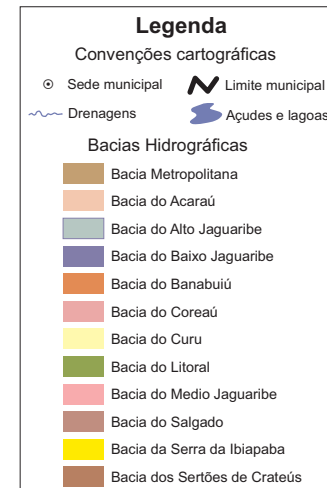 Legenda
Convenções cartográficas
Sede municipal Limite municipal
Drenagens Açudes e lagoas
Bacias Hidrográficas
Bacia Metropolitana
Bacia do Acaraú
Bacia do Alto Jaguaribe
Bacia do Baixo Jaguaribe
Bacia do Banabuiú
Bacia do Coreaú
Bacia do Curu
Bacia do Litoral
Bacia do Medio Jaguaribe
Bacia do Salgado
Bacia da Serra da Ibiapaba
Bacia dos Sertões de Crateús